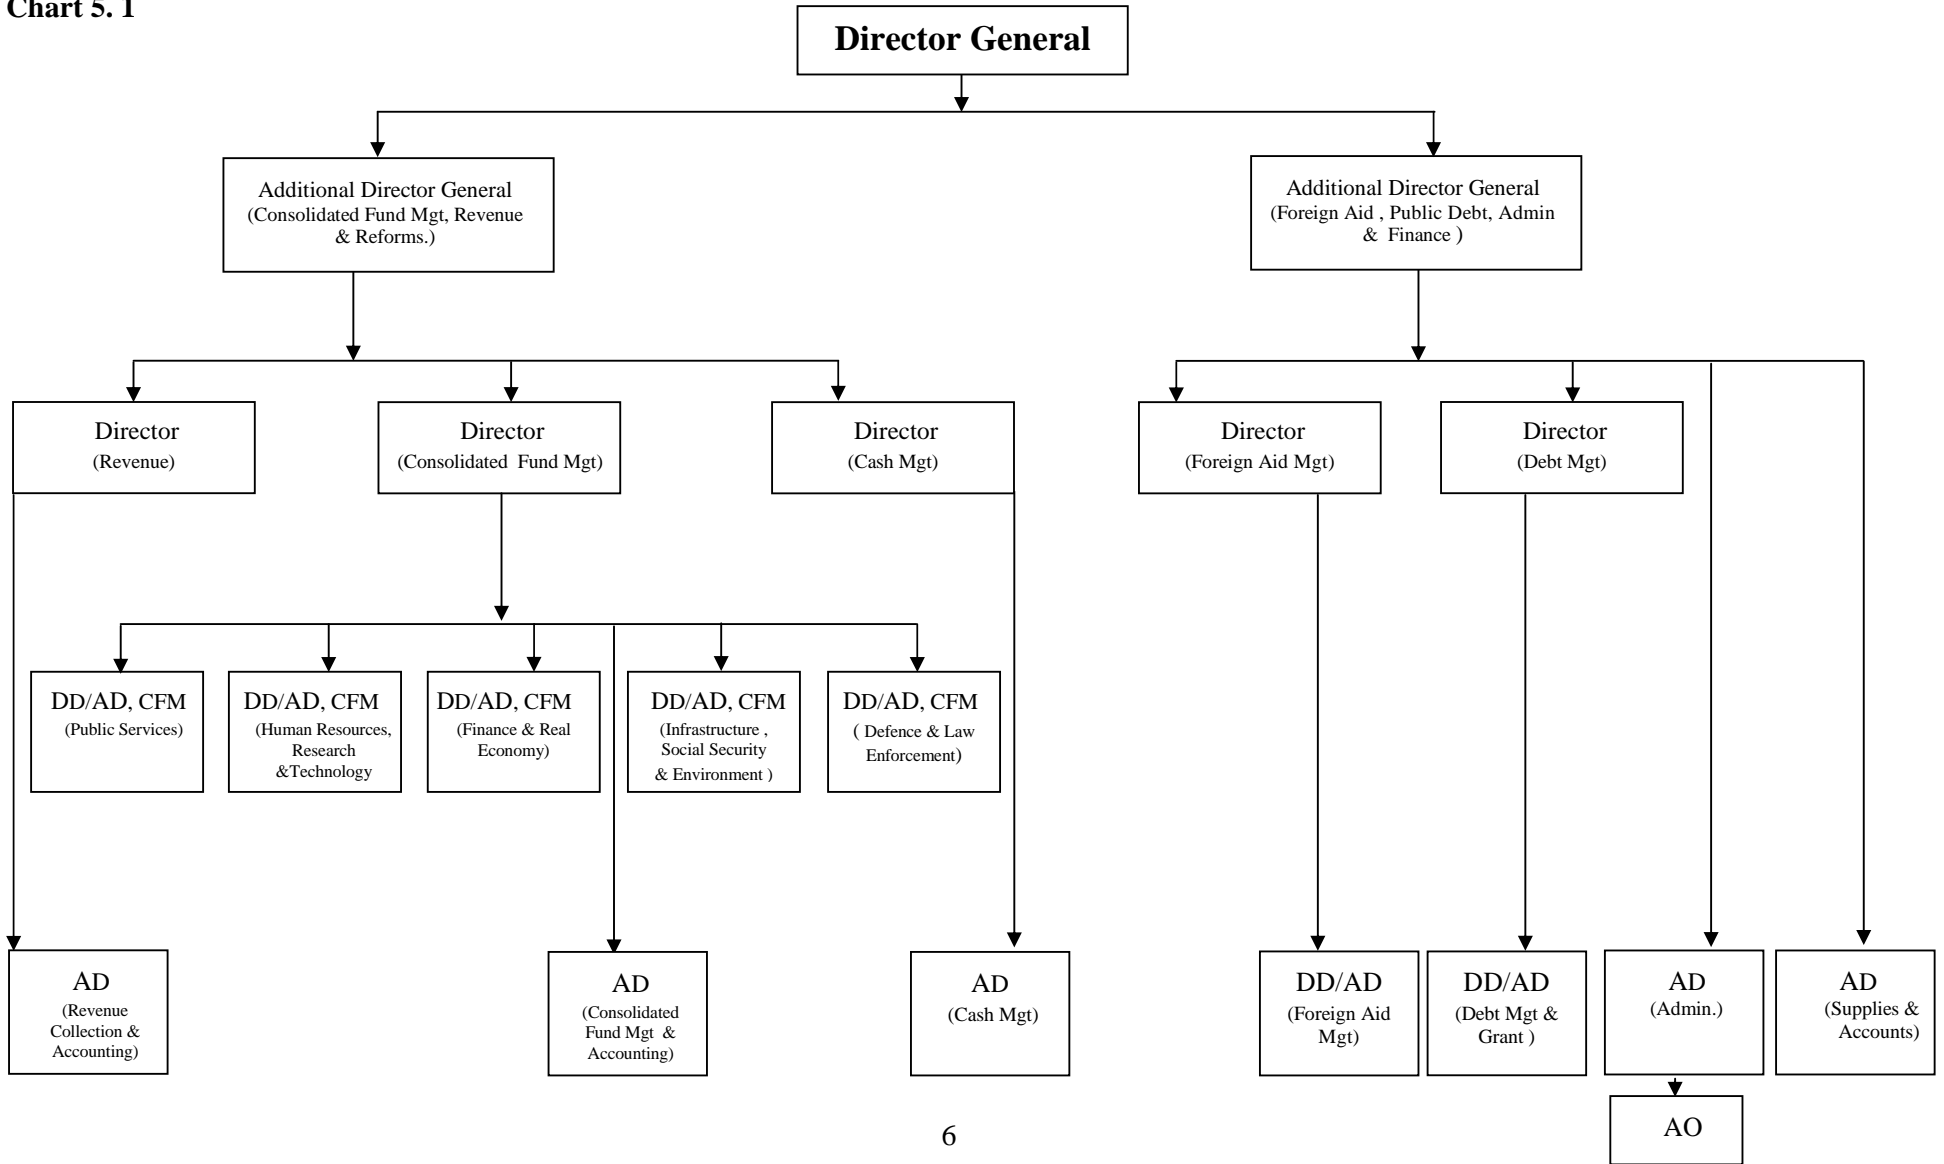 Chart 5. 1
Director General
Additional Director General
(Consolidated Fund Mgt, Revenue
& Reforms.)
Additional Director General
(Foreign Aid , Public Debt, Admin
& Finance )
Director
(Revenue)
Director
(Consolidated Fund Mgt)
Director
(Cash Mgt)
Director
(Foreign Aid Mgt)
Director
(Debt Mgt)
DD/AD, CFM
(Public Services)
DD/AD, CFM
(Human Resources,
Research
&Technology
DD/AD, CFM
(Finance & Real
Economy)
DD/AD, CFM
(Infrastructure ,
Social Security
& Environment )
DD/AD, CFM
( Defence & Law
Enforcement)
AD
(Revenue
Collection &
Accounting)
AD
(Consolidated
Fund Mgt &
Accounting)
AD
(Cash Mgt)
DD/AD
(Foreign Aid
Mgt)
DD/AD
(Debt Mgt &
Grant )
AD
(Admin.)
AD
(Supplies &
Accounts)
AO
6